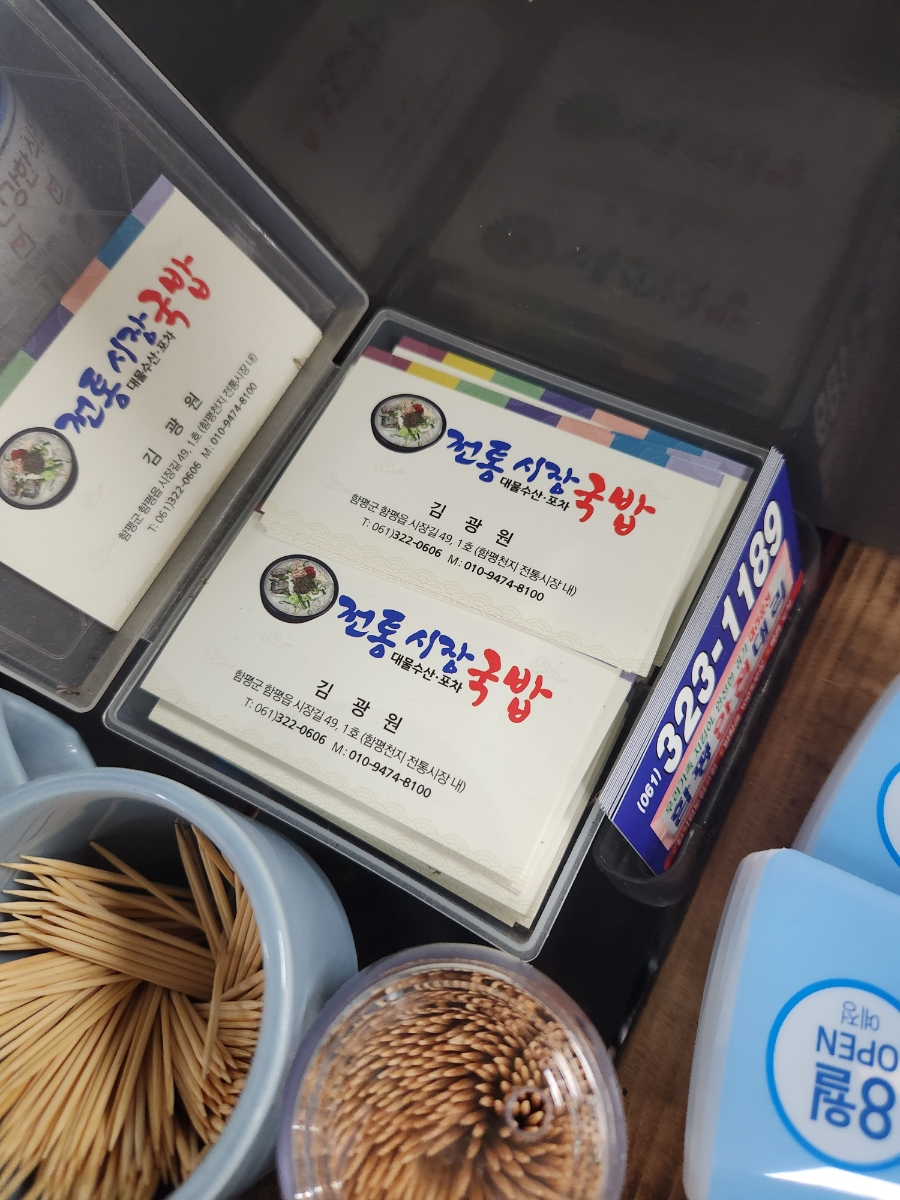 전통시장국밥
대물수산·포차
김 광 원
함평군 함평읍 시장길 49, 1호 (함평천지 전통시장 내)
T: 061)322-0606 M: 010-9474-8100
전통시장국밥
대물수산·포차
김 광 원
함평군 함평읍 시장길 49, 1호 (함평천지 전통시장 내)
T: 061)322-0606 M: 010-9474-8100
전통시장국밥
대물수산·포차
김 광 원
함평군 함평읍 시장길 49, 1호 (함평천지 전통시장 내)
T: 061)322-0606 M: 010-9474-8100
(061) 323-1189
8월
OPEN
예정